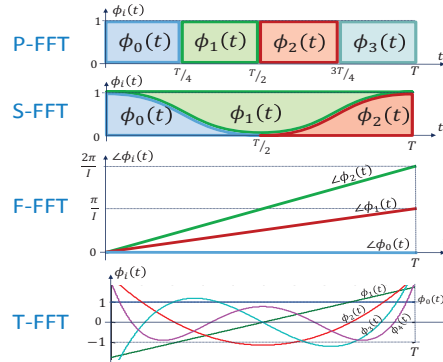 ϕᵢ(t)
P-FFT 1 ϕ₀(t) ϕ₁(t) ϕ₂(t) ϕ₃(t) t
T/4 T/2 3T/4 T
ϕᵢ(t)
S-FFT 1 ϕ₀(t) ϕ₁(t) ϕ₂(t)
0 T/2 T t
∠ϕᵢ(t)
2π/I ∠ϕ₂(t)
F-FFT π/I ∠ϕ₁(t)
∠ϕ₀(t)
0 T t
ϕᵢ(t)
1 ϕ₁(t) ϕ₀(t)
T-FFT 0 ϕ₂(t) ϕ₃(t) ϕ₄(t) t
−1 T